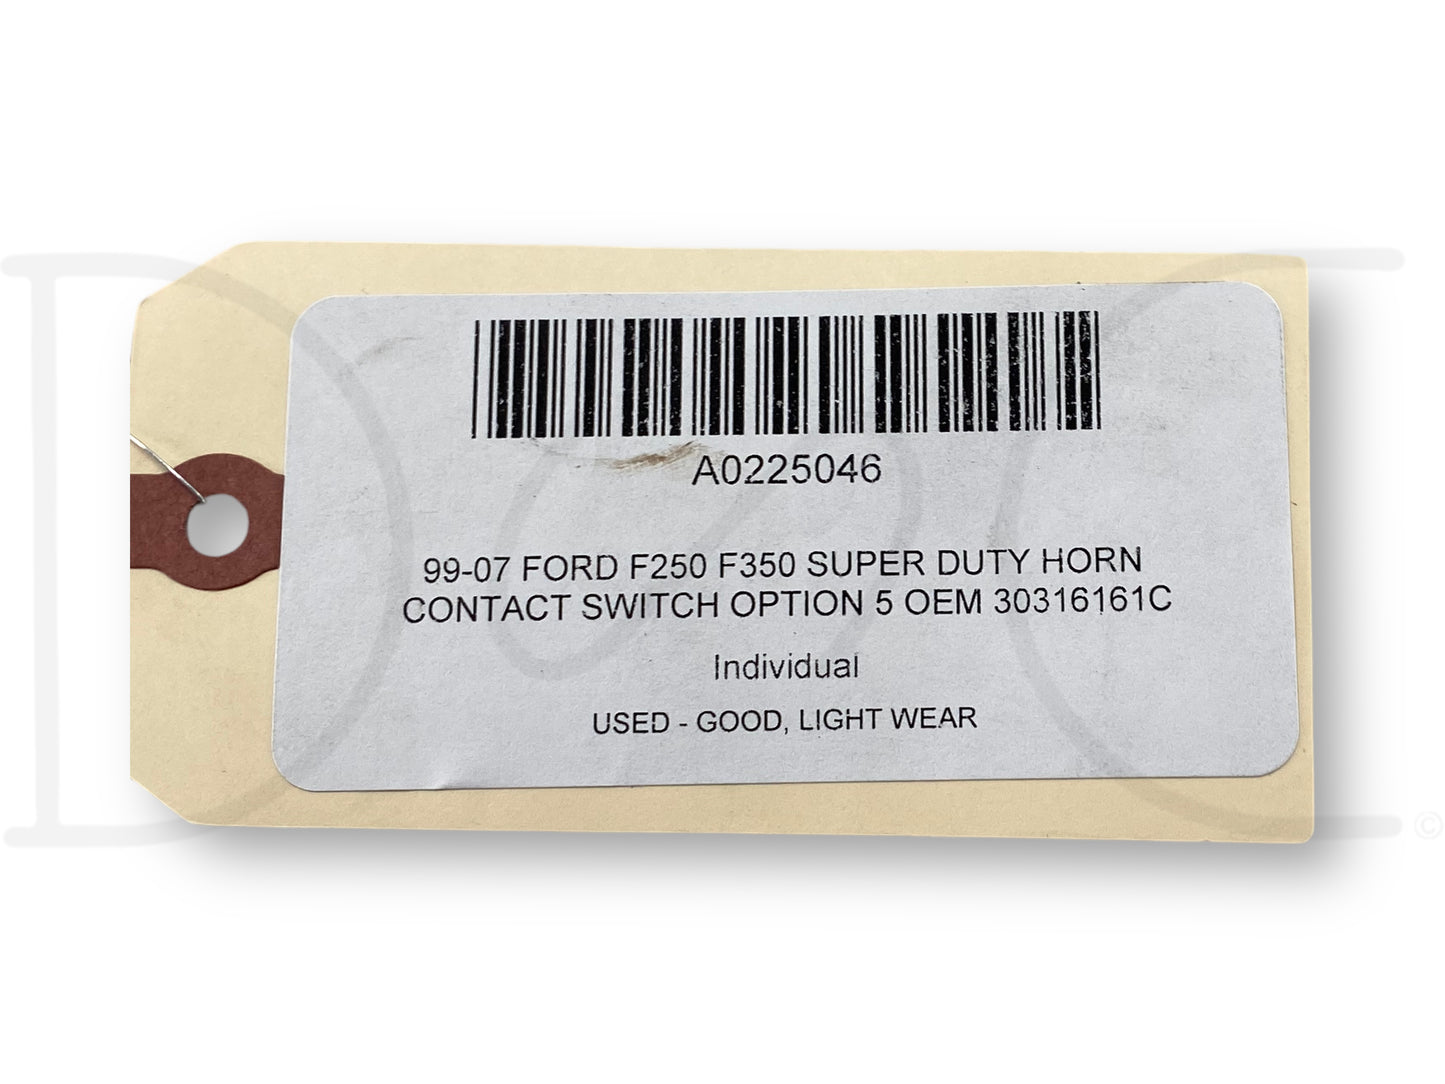 A0225046
99-07 FORD F250 F350 SUPER DUTY HORN
CONTACT SWITCH OPTION 5 OEM 30316161C
Individual
USED - GOOD, LIGHT WEAR
©